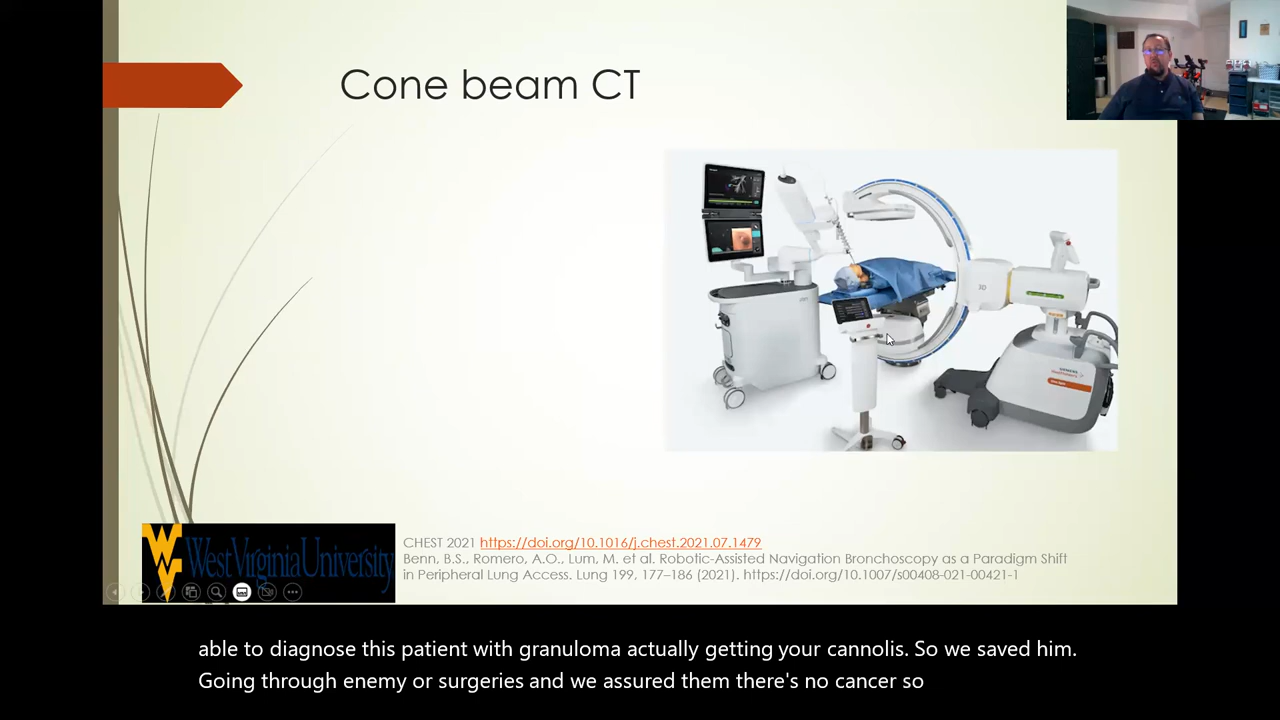 Cone beam CT
3D
SIEMENS
West Virginia University
CHEST 2021 https://doi.org/10.1016/j.chest.2021.07.1479
Benn, B.S., Romero, A.O., Lum, M. et al. Robotic-Assisted Navigation Bronchoscopy as a Paradigm Shift
in Peripheral Lung Access. Lung 199, 177–186 (2021). https://doi.org/10.1007/s00408-021-00421-1
able to diagnose this patient with granuloma actually getting your cannolis. So we saved him.
Going through enemy or surgeries and we assured them there's no cancer so